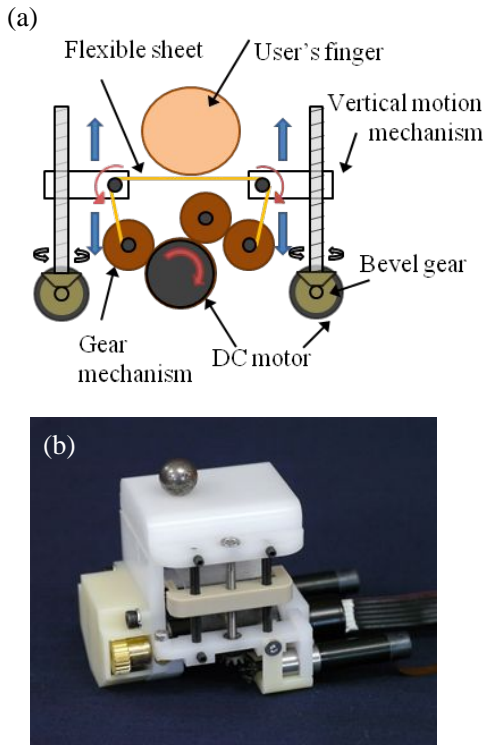 (a)
Flexible sheet
User's finger
Vertical motion
mechanism
Bevel gear
Gear
mechanism
DC motor
(b)